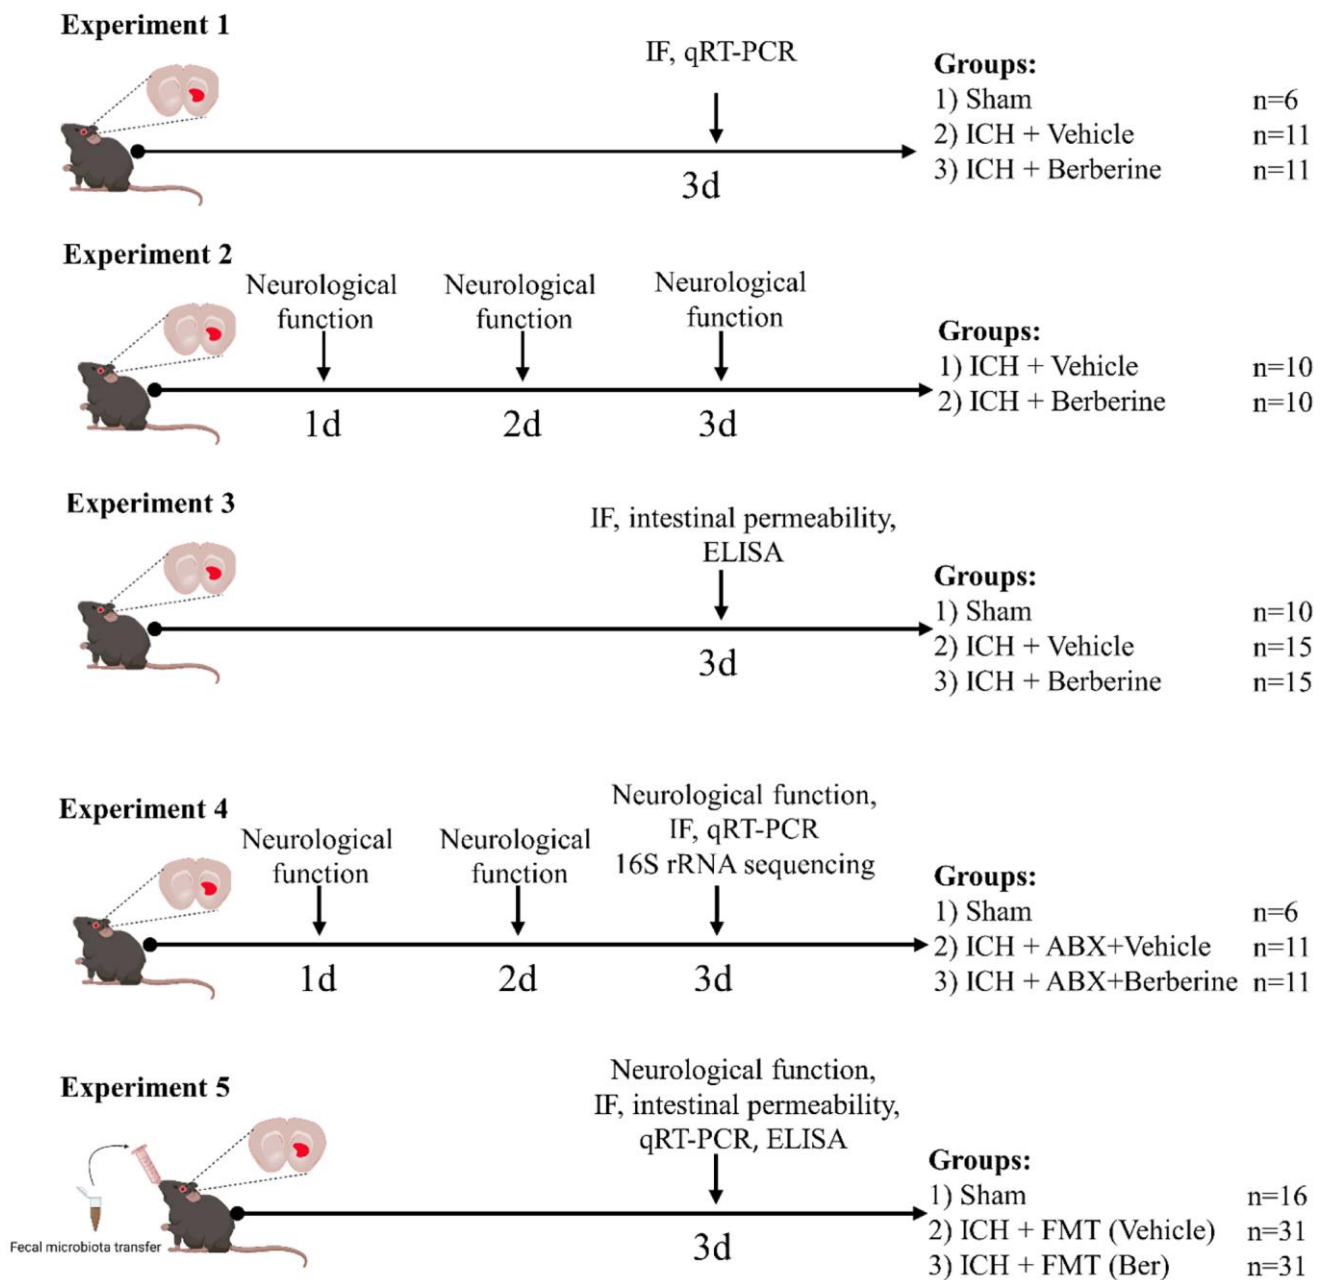 Experiment 1
IF, qRT-PCR
3d
Groups:
1) Sham n=6
2) ICH + Vehicle n=11
3) ICH + Berberine n=11
Experiment 2
Neurological
function
Neurological
function
Neurological
function
1d
2d
3d
Groups:
1) ICH + Vehicle n=10
2) ICH + Berberine n=10
Experiment 3
IF, intestinal permeability,
ELISA
3d
Groups:
1) Sham n=10
2) ICH + Vehicle n=15
3) ICH + Berberine n=15
Experiment 4
Neurological
function
Neurological
function
Neurological function,
IF, qRT-PCR
16S rRNA sequencing
1d
2d
3d
Groups:
1) Sham n=6
2) ICH + ABX+Vehicle n=11
3) ICH + ABX+Berberine n=11
Experiment 5
Fecal microbiota transfer
Neurological function,
IF, intestinal permeability,
qRT-PCR, ELISA
3d
Groups:
1) Sham n=16
2) ICH + FMT (Vehicle) n=31
3) ICH + FMT (Ber) n=31